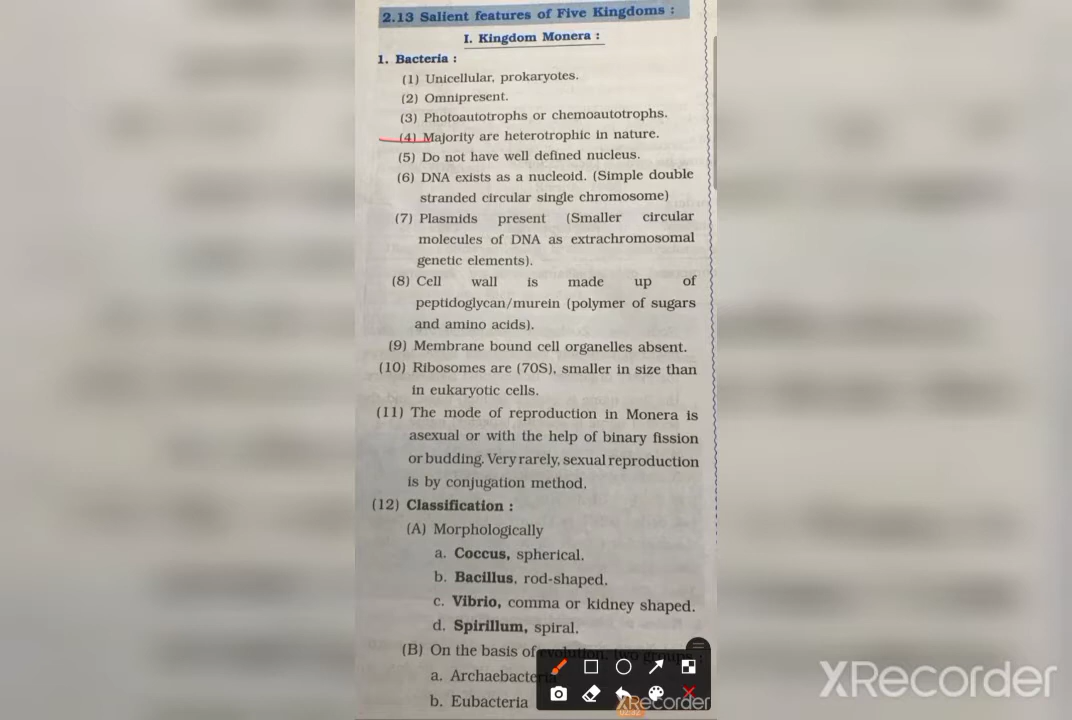 2.13 Salient features of Five Kingdoms :
I. Kingdom Monera :
1. Bacteria :
(1) Unicellular, prokaryotes.
(2) Omnipresent.
(3) Photoautotrophs or chemoautotrophs.
(4) Majority are heterotrophic in nature.
(5) Do not have well defined nucleus.
(6) DNA exists as a nucleoid. (Simple double
stranded circular single chromosome)
(7) Plasmids present (Smaller circular
molecules of DNA as extrachromosomal
genetic elements).
(8) Cell wall is made up of
peptidoglycan/murein (polymer of sugars
and amino acids).
(9) Membrane bound cell organelles absent.
(10) Ribosomes are (70S), smaller in size than
in eukaryotic cells.
(11) The mode of reproduction in Monera is
asexual or with the help of binary fission
or budding. Very rarely, sexual reproduction
is by conjugation method.
(12) Classification :
(A) Morphologically
a. Coccus, spherical.
b. Bacillus, rod-shaped.
c. Vibrio, comma or kidney shaped.
d. Spirillum, spiral.
(B) On the basis of evolution, two groups :
a. Archaebacteria
b. Eubacteria
XRecorder
02:32
XRecorder